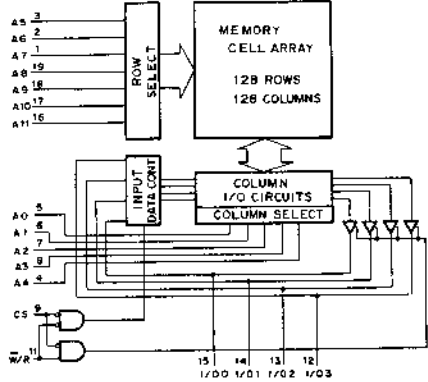 A5 3
A6 2
A7 1
A8 19
A9 18
A10 17
A11 16
ROW SELECT
MEMORY
CELL ARRAY
128 ROWS
128 COLUMNS
INPUT
DATA CONT
COLUMN
I/O CIRCUITS
COLUMN SELECT
A0 5
A1 6
A2 7
A3 8
A4 4
CS 9
W/R 11
15 14 13 12
I/O0 I/O1 I/O2 I/O3